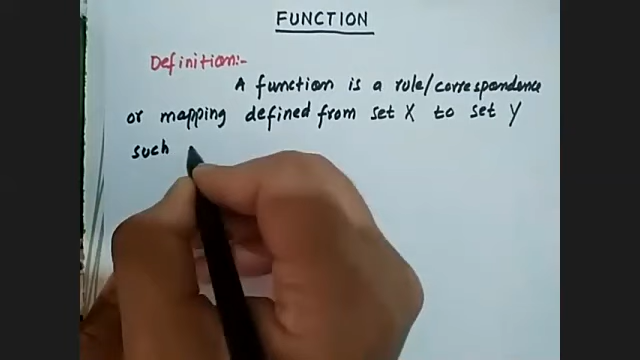 FUNCTION
Definition:-
A function is a rule/correspondence
or mapping defined from set X to set Y
such